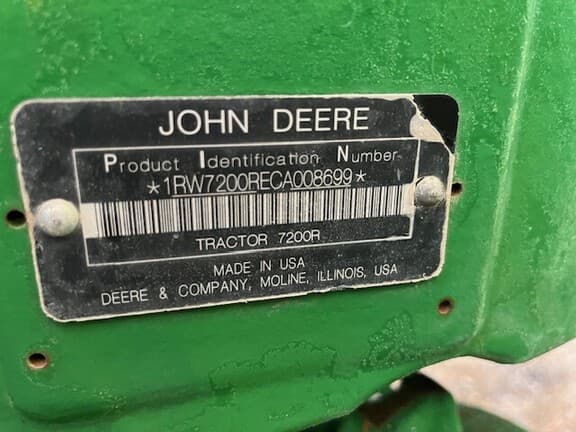 JOHN DEERE
Product Identification Number
*1RW7200RECA008699*
TRACTOR 7200R
MADE IN USA
DEERE & COMPANY, MOLINE, ILLINOIS, USA